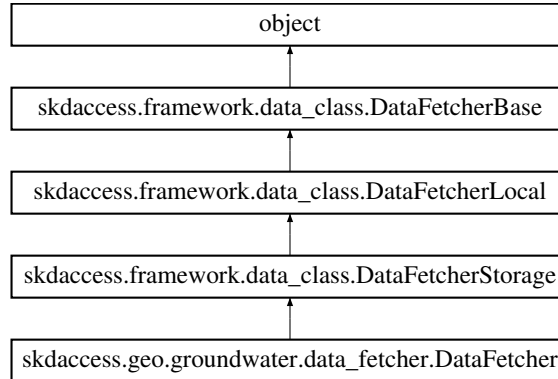 object
skdaccess.framework.data_class.DataFetcherBase
skdaccess.framework.data_class.DataFetcherLocal
skdaccess.framework.data_class.DataFetcherStorage
skdaccess.geo.groundwater.data_fetcher.DataFetcher